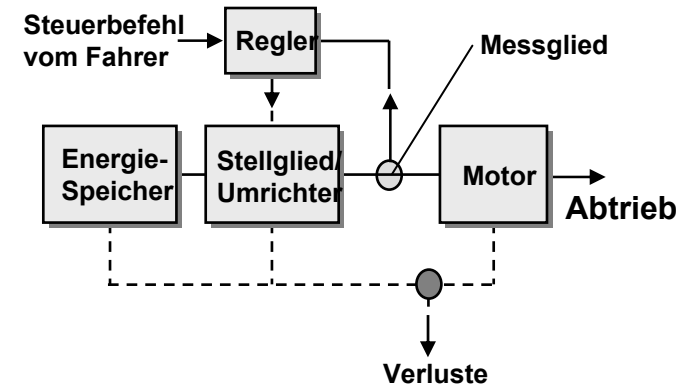 Steuerbefehl
vom Fahrer
Regler
Messglied
Energie-
Speicher
Stellglied/
Umrichter
Motor
Abtrieb
Verluste